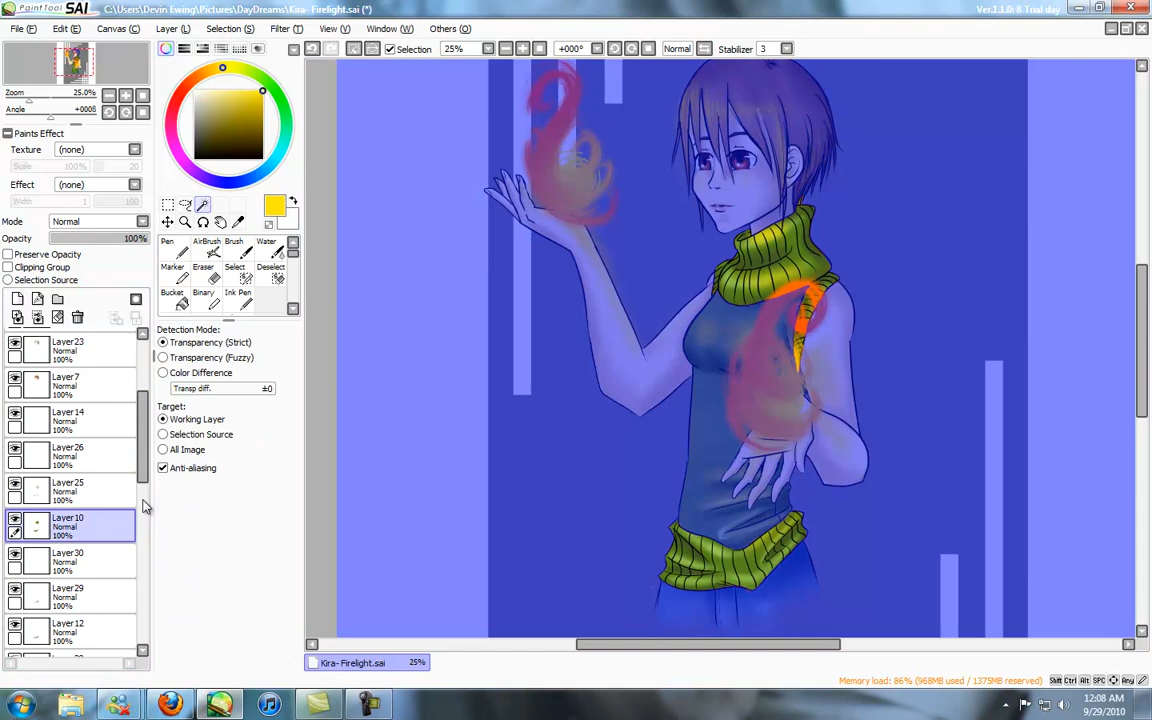 PaintTool SAI C:\Users\Devin Ewing\Pictures\DayDreams\Kira- Firelight.sai (*) Ver.1.1.0: 8 Trial day
File (F) Edit (E) Canvas (C) Layer (L) Selection (S) Filter (T) View (V) Window (W) Others (O)
Selection 25% +000° Normal Stabilizer 3
Zoom 25.0%
Angle +000δ
Paints Effect
Texture (none)
Scale 100% 20
Effect (none)
Width 1 100
Mode Normal
Opacity 100%
Preserve Opacity
Clipping Group
Selection Source
Layer23
Normal
100%
Layer7
Normal
100%
Layer14
Normal
100%
Layer26
Normal
100%
Layer25
Normal
100%
Layer10
Normal
100%
Layer30
Normal
100%
Layer29
Normal
100%
Layer12
Normal
100%
Pen AirBrush Brush Water
Marker Eraser Select Deselect
Bucket Binary Ink Pen
Detection Mode:
Transparency (Strict)
Transparency (Fuzzy)
Color Difference
Transp diff. ±0
Target:
Working Layer
Selection Source
All Image
Anti-aliasing
Kira- Firelight.sai 25%
Memory load: 86% (968MB used / 1375MB reserved) Shift Ctrl Alt SPC Any
12:08 AM
9/29/2010